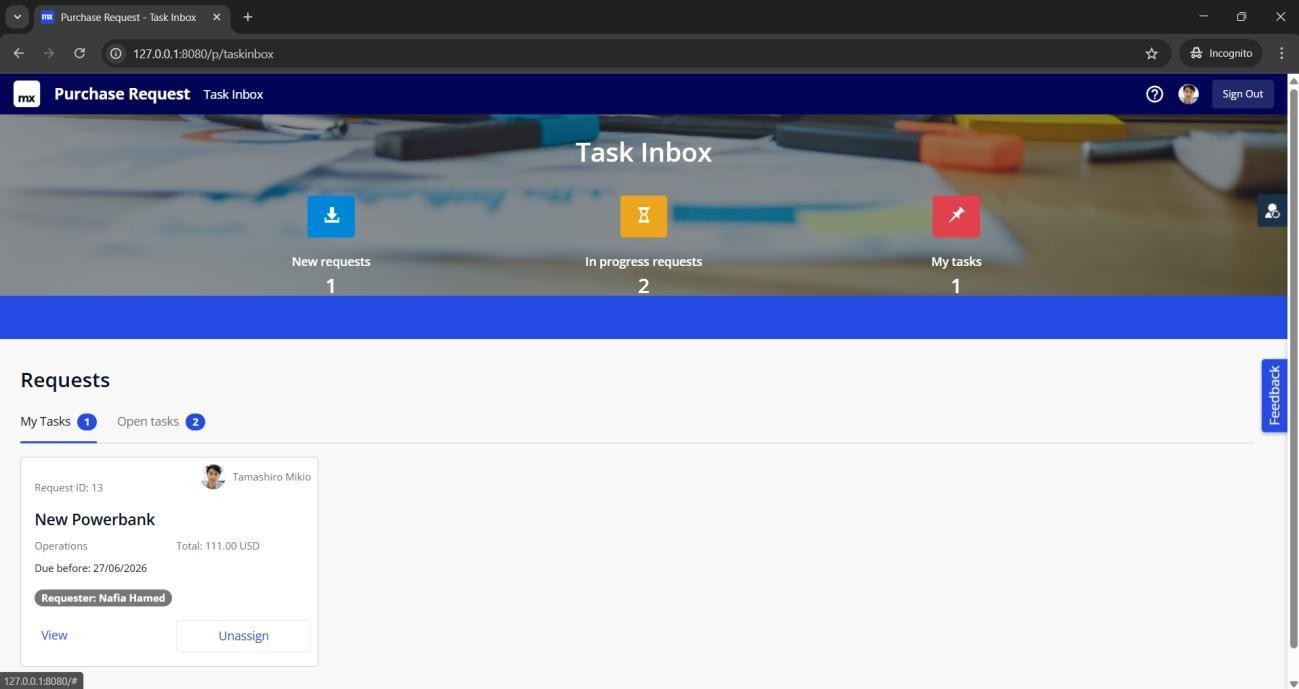 mx Purchase Request - Task Inbox
127.0.0.1:8080/p/taskinbox
Incognito
mx Purchase Request Task Inbox Sign Out
Task Inbox
New requests In progress requests My tasks
1 2 1
Feedback
Requests
My Tasks 1 Open tasks 2
Tamashiro Mikio
Request ID: 13
New Powerbank
Operations Total: 111.00 USD
Due before: 27/06/2026
Requester: Nafia Hamed
View Unassign
127.0.0.1:8080/#